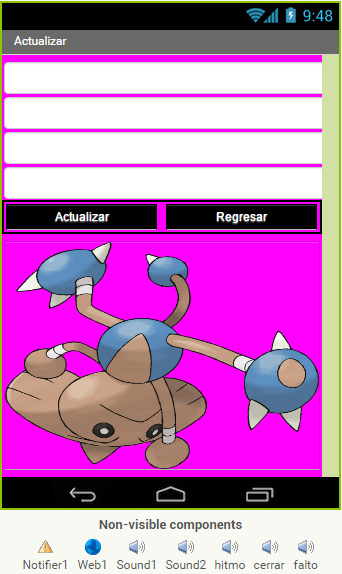 9:48
Actualizar
Actualizar Regresar
Non-visible components
Notifier1 Web1 Sound1 Sound2 hitmo cerrar falto